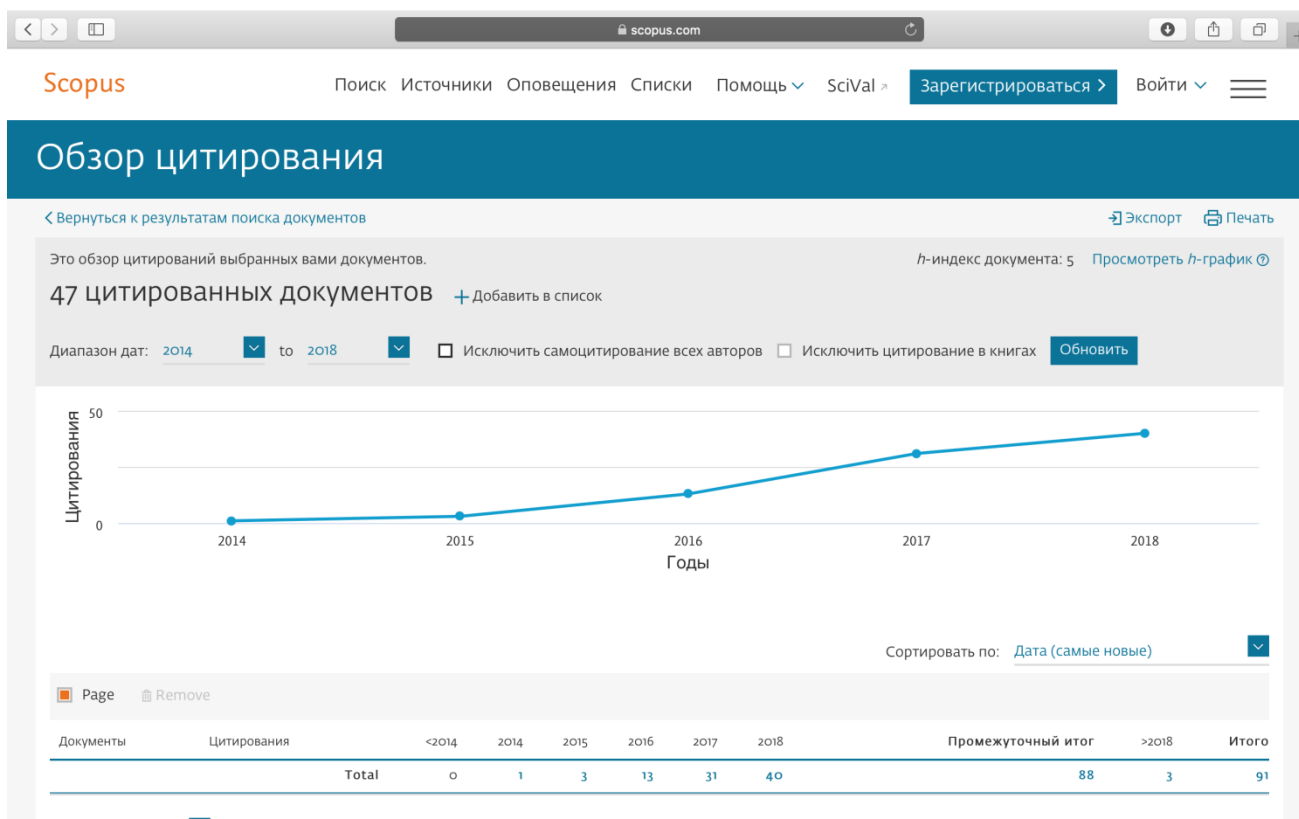 scopus.com
Scopus Поиск Источники Оповещения Списки Помощь SciVal Зарегистрироваться Войти
Обзор цитирования
Вернуться к результатам поиска документов Экспорт Печать
Это обзор цитирований выбранных вами документов. h-индекс документа: 5 Просмотреть h-график
47 цитированных документов + Добавить в список
Диапазон дат: 2014 to 2018 Исключить самоцитирование всех авторов Исключить цитирование в книгах Обновить
Цитирования
50
0
2014 2015 2016 2017 2018
Годы
Сортировать по: Дата (самые новые)
Page Remove
Документы Цитирования <2014 2014 2015 2016 2017 2018 Промежуточный итог >2018 Итого
Total 0 1 3 13 31 40 88 3 91